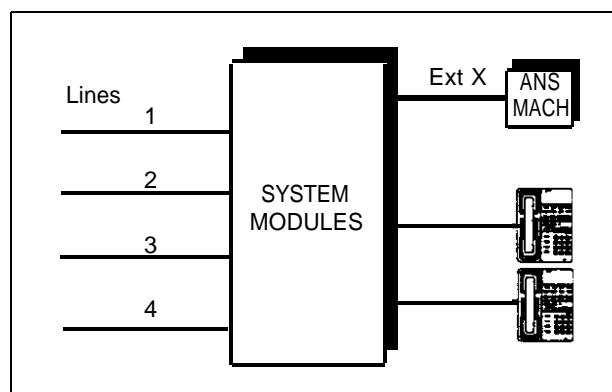 Lines
1
2
3
4
SYSTEM
MODULES
Ext X
ANS
MACH